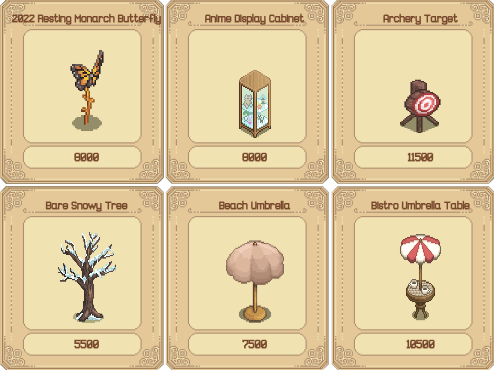 2022 Resting Monarch Butterfly
Anime Display Cabinet
Archery Target
8000
8000
11500
Bare Snowy Tree
Beach Umbrella
Bistro Umbrella Table
5500
7500
10500